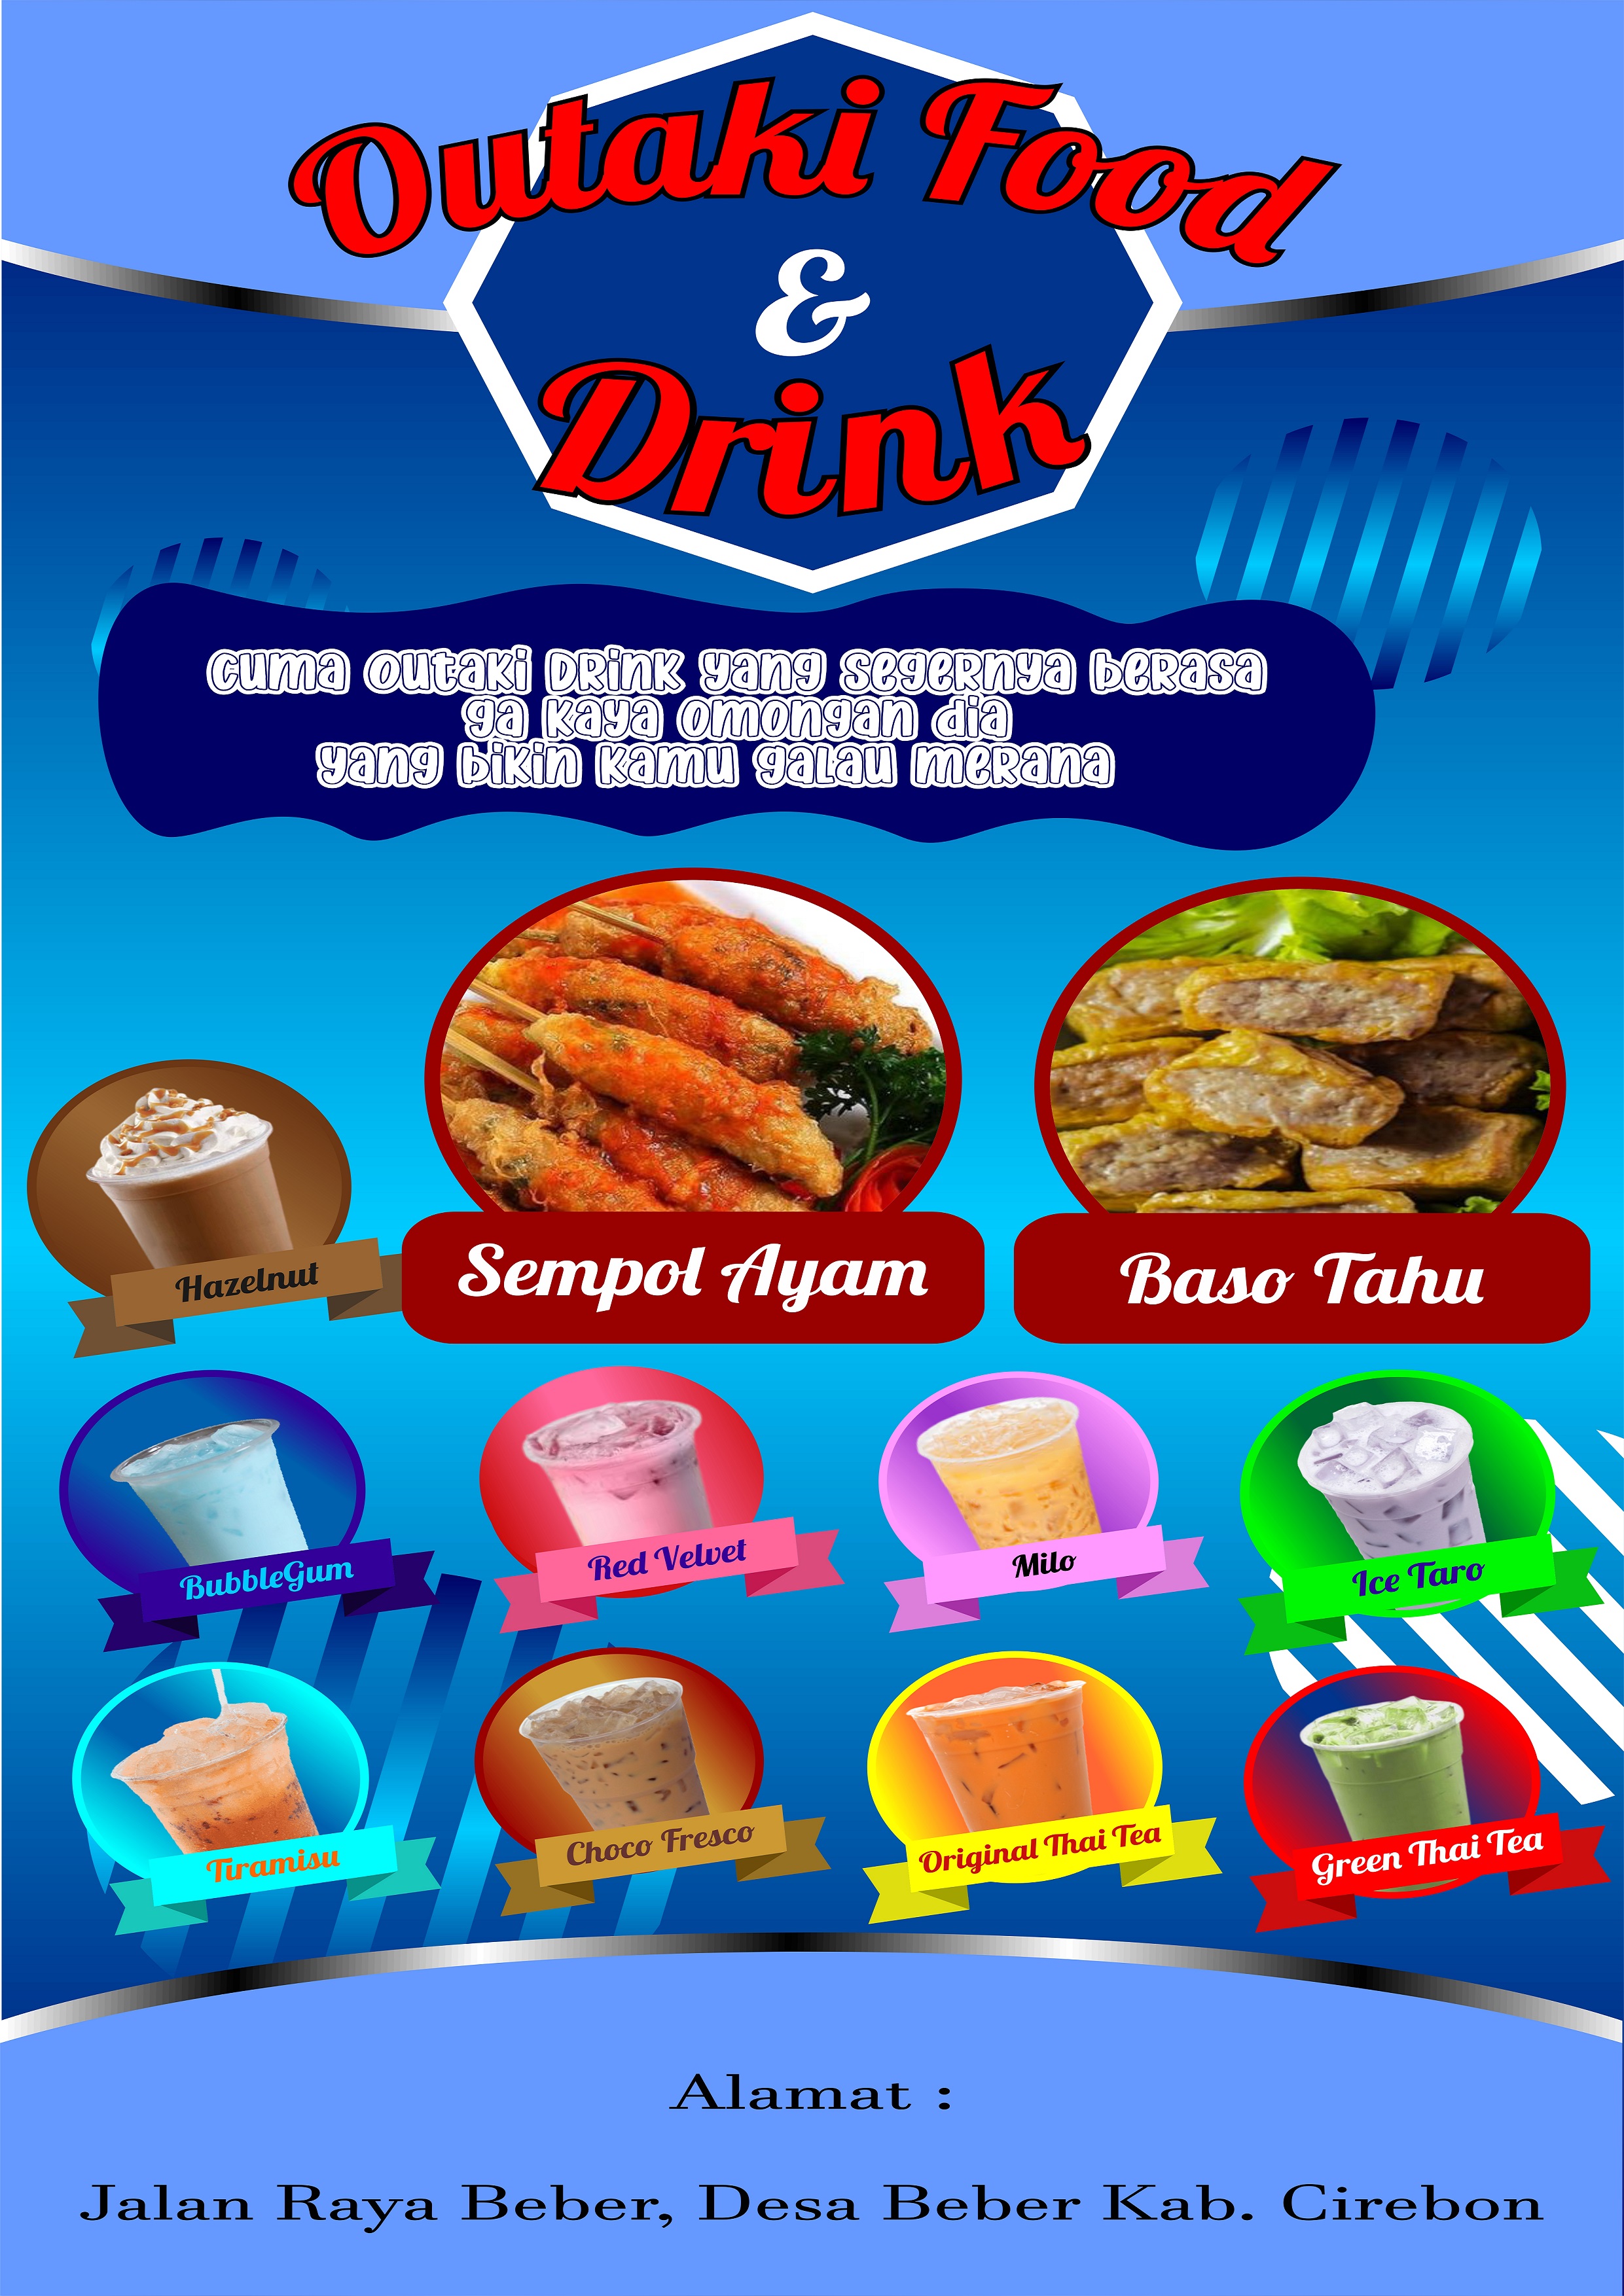 Outaki Food
&
Drink
cuma outaki Drink yang segernya berasa
ga kaya omongan dia
yang bikin kamu galau merana
Hazelnut
Sempol Ayam
Baso Tahu
BubbleGum
Red Velvet
Milo
Ice Taro
Tiramisu
Choco Fresco
Original Thai Tea
Green Thai Tea
Alamat :
Jalan Raya Beber, Desa Beber Kab. Cirebon